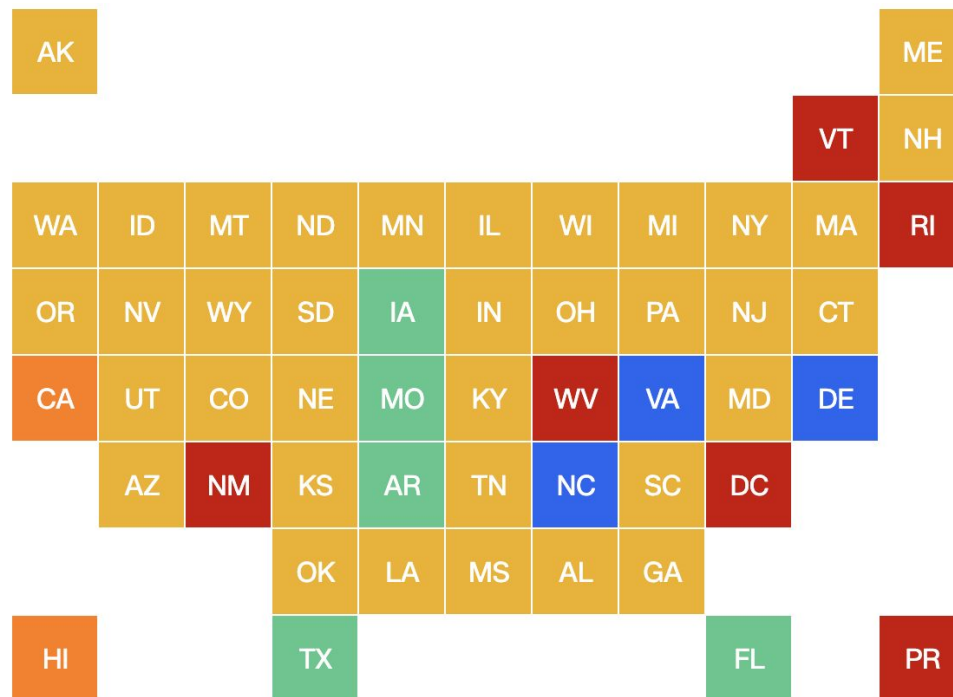 AK ME
VT NH
WA ID MT ND MN IL WI MI NY MA RI
OR NV WY SD IA IN OH PA NJ CT
CA UT CO NE MO KY WV VA MD DE
AZ NM KS AR TN NC SC DC
OK LA MS AL GA
HI TX FL PR